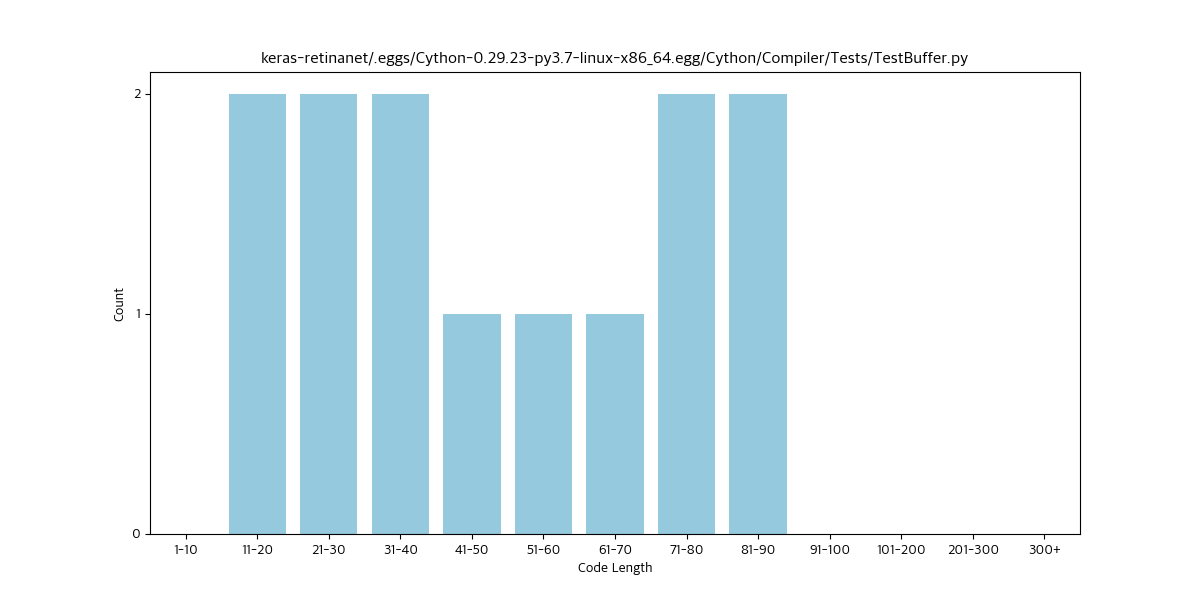 keras-retinanet/.eggs/Cython-0.29.23-py3.7-linux-x86_64.egg/Cython/Compiler/Tests/TestBuffer.py
2
1
0
Count
1-10 11-20 21-30 31-40 41-50 51-60 61-70 71-80 81-90 91-100 101-200 201-300 300+
Code Length